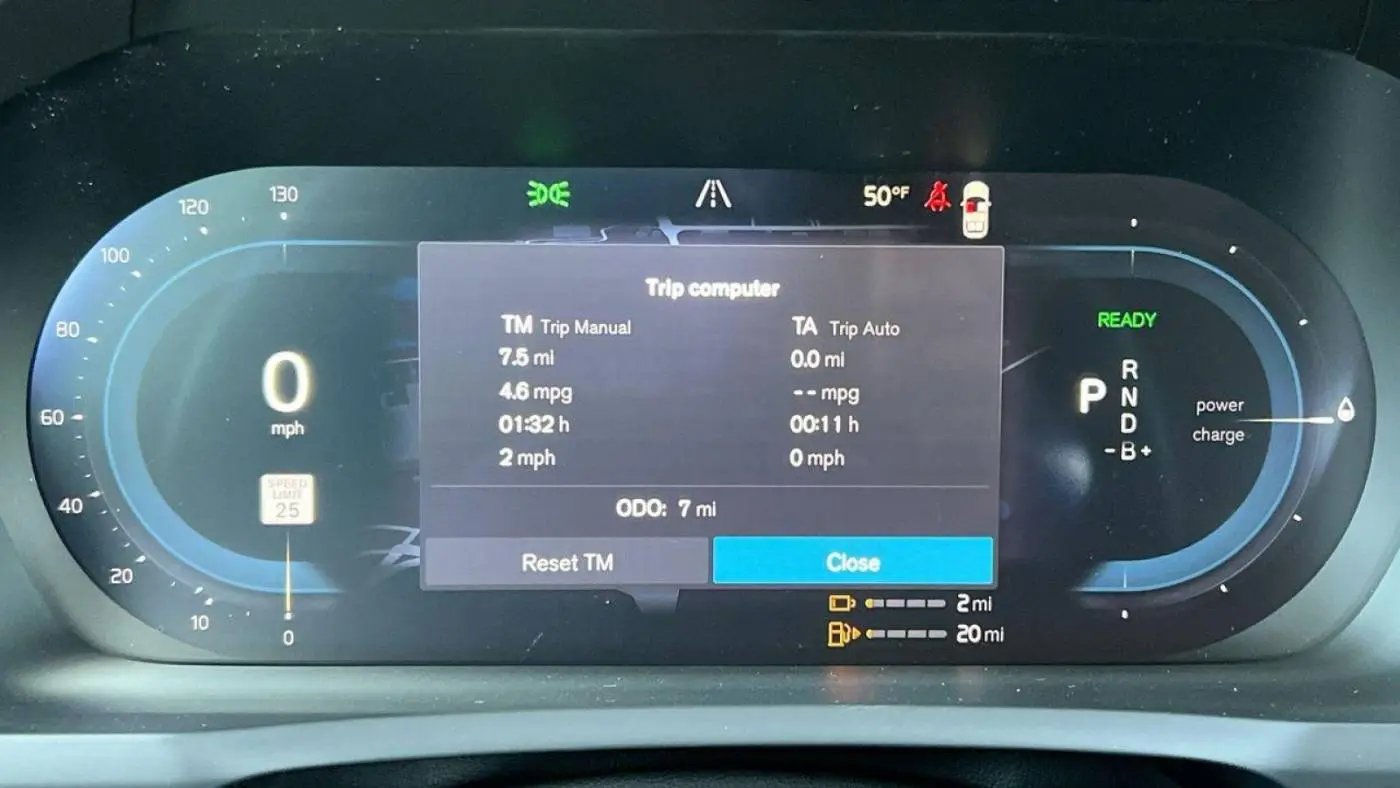 130
120
100
80
60
40
20
10
0
0
mph
SPEED
LIMIT
25
50°F
Trip computer
TM Trip Manual
7.5 mi
4.6 mpg
01:32 h
2 mph
TA Trip Auto
0.0 mi
-- mpg
00:11 h
0 mph
ODO: 7 mi
Reset TM
Close
2 mi
20 mi
READY
P
R
N
D
-B+
power
charge